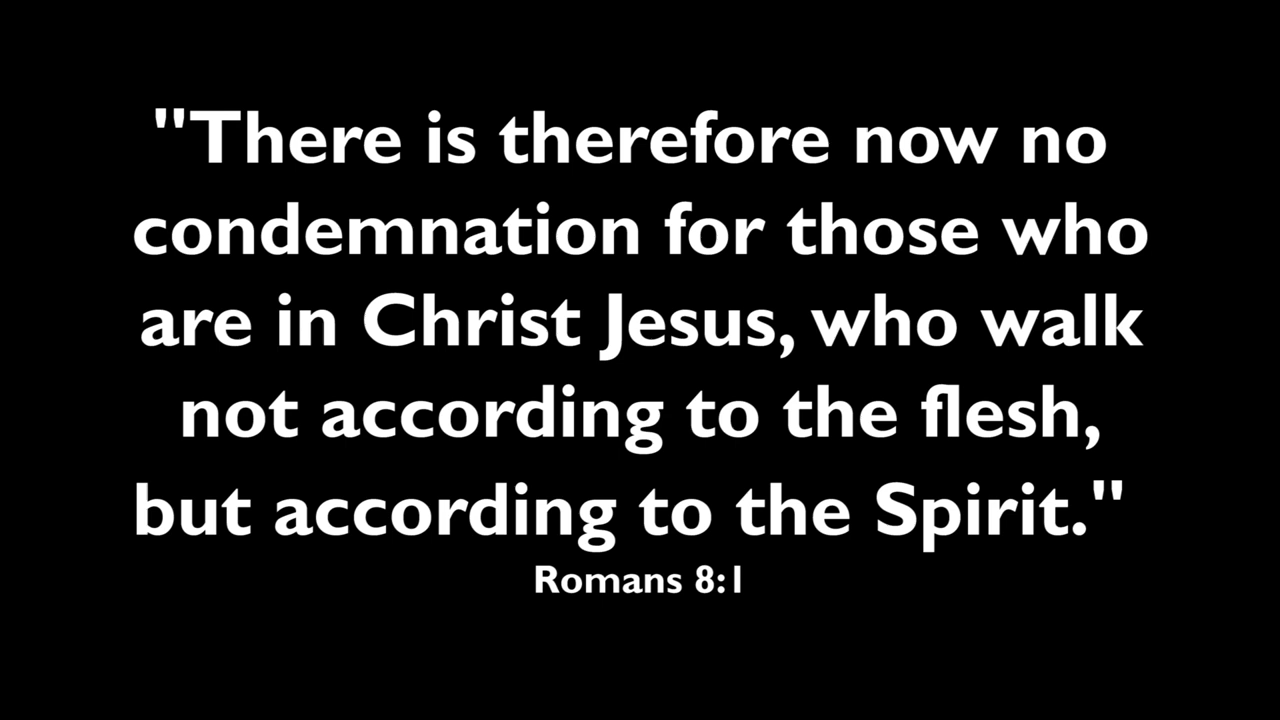 "There is therefore now no
condemnation for those who
are in Christ Jesus, who walk
not according to the flesh,
but according to the Spirit."
Romans 8:1